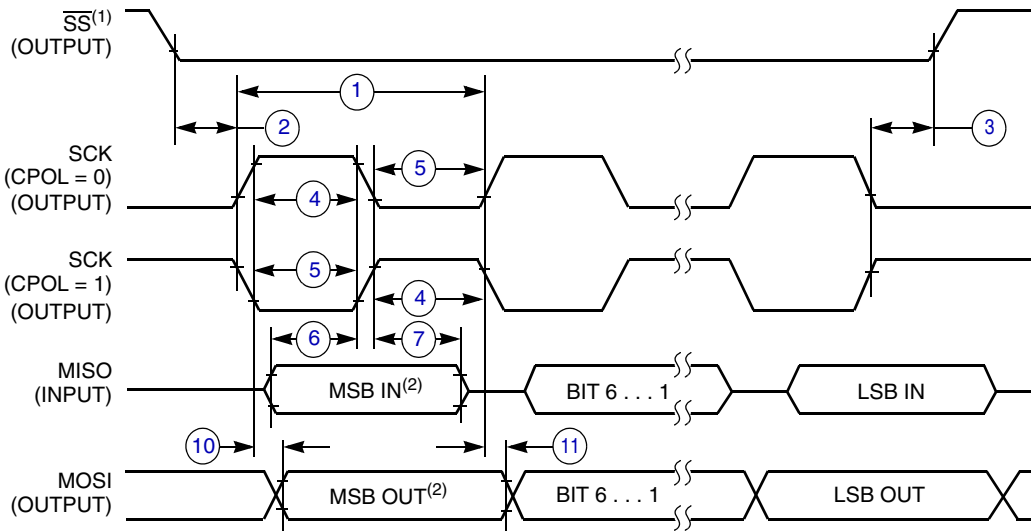 SS(1)
(OUTPUT)
1
2
3
SCK
(CPOL = 0)
(OUTPUT)
5
4
SCK
(CPOL = 1)
(OUTPUT)
5
4
6
7
MISO
(INPUT)
MSB IN(2)
BIT 6 . . . 1
LSB IN
10
11
MOSI
(OUTPUT)
MSB OUT(2)
BIT 6 . . . 1
LSB OUT